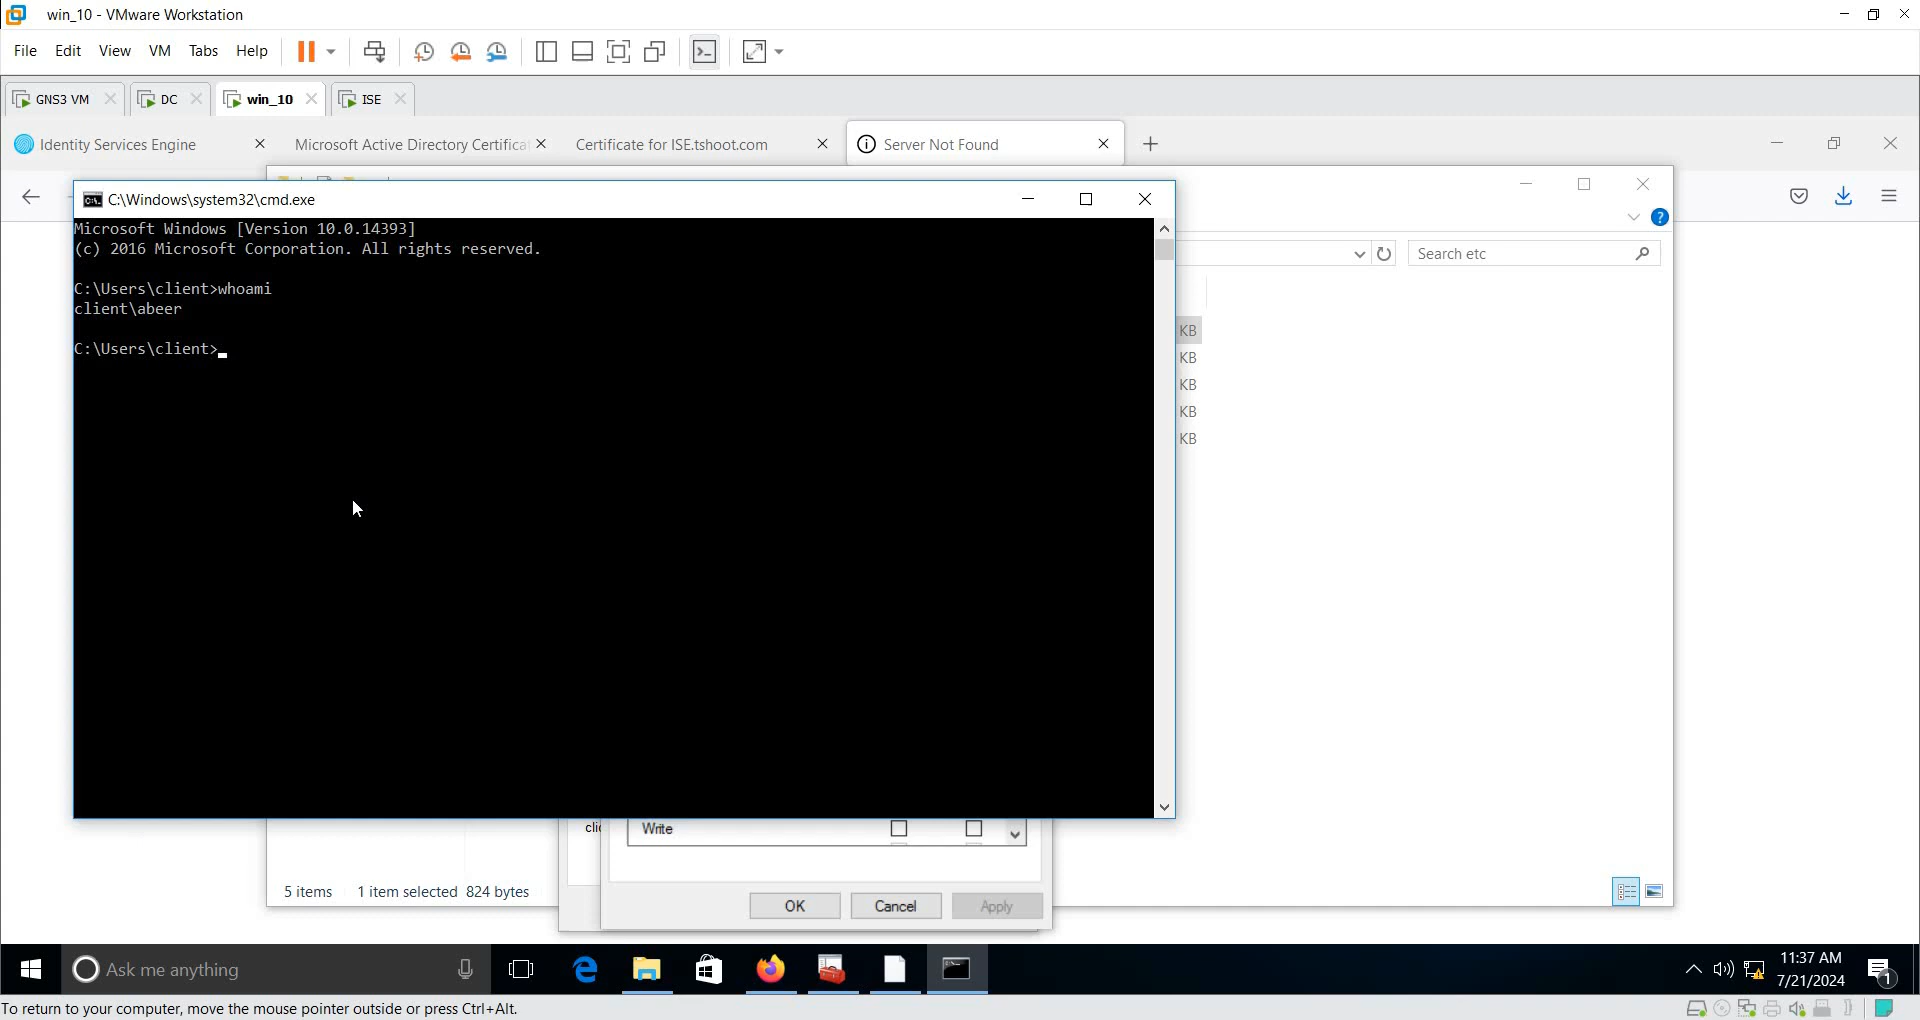 win_10 - VMware Workstation
File Edit View VM Tabs Help
GNS3 VM DC win_10 ISE
Identity Services Engine Microsoft Active Directory Certifica Certificate for ISE.tshoot.com Server Not Found
C:\Windows\system32\cmd.exe
Microsoft Windows [Version 10.0.14393]
(c) 2016 Microsoft Corporation. All rights reserved.
Search etc
C:\Users\client>whoami
client\abeer
KB
C:\Users\client>_
KB
KB
KB
KB
clic
Write
5 items 1 item selected 824 bytes
OK Cancel Apply
Ask me anything
11:37 AM
7/21/2024
1
To return to your computer, move the mouse pointer outside or press Ctrl+Alt.